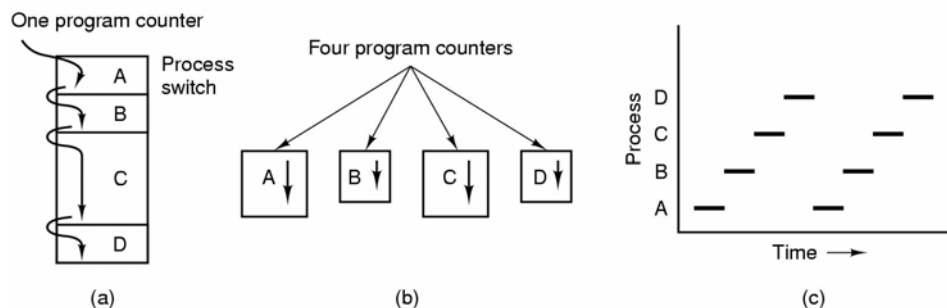 One program counter
Process
switch
A
B
C
D
(a)
Four program counters
A
B
C
D
(b)
Process
D
C
B
A
Time
(c)